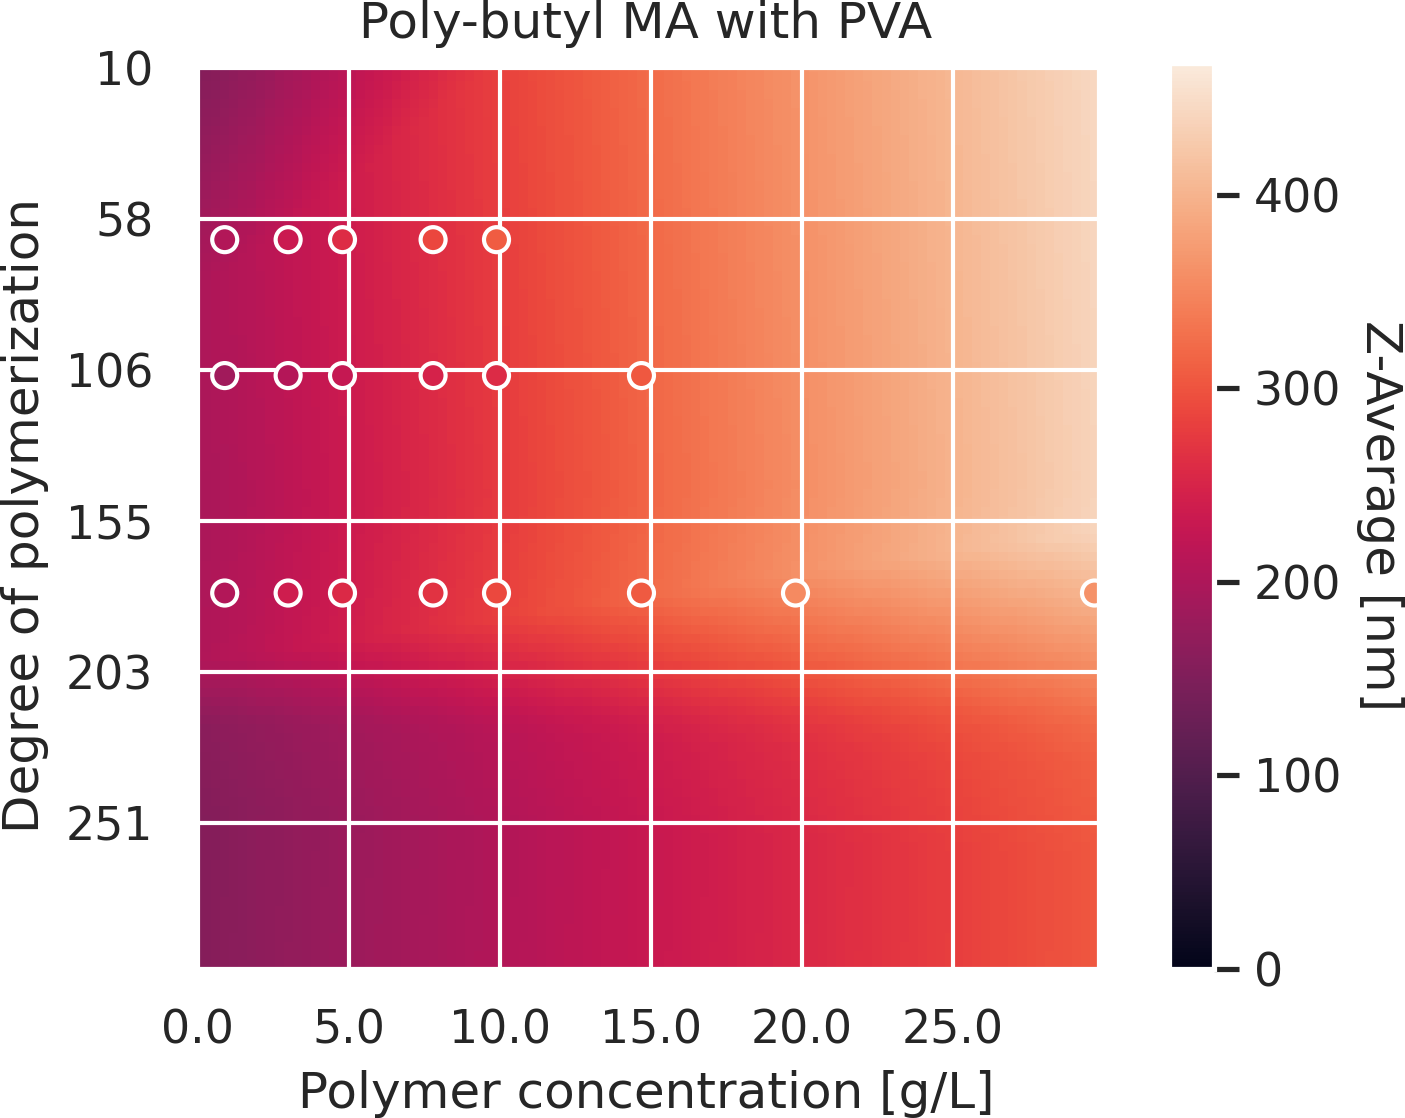 Poly-butyl MA with PVA
10
58
106
155
203
251
Degree of polymerization
0.0 5.0 10.0 15.0 20.0 25.0
Polymer concentration [g/L]
400
300
200
100
0
Z-Average [nm]